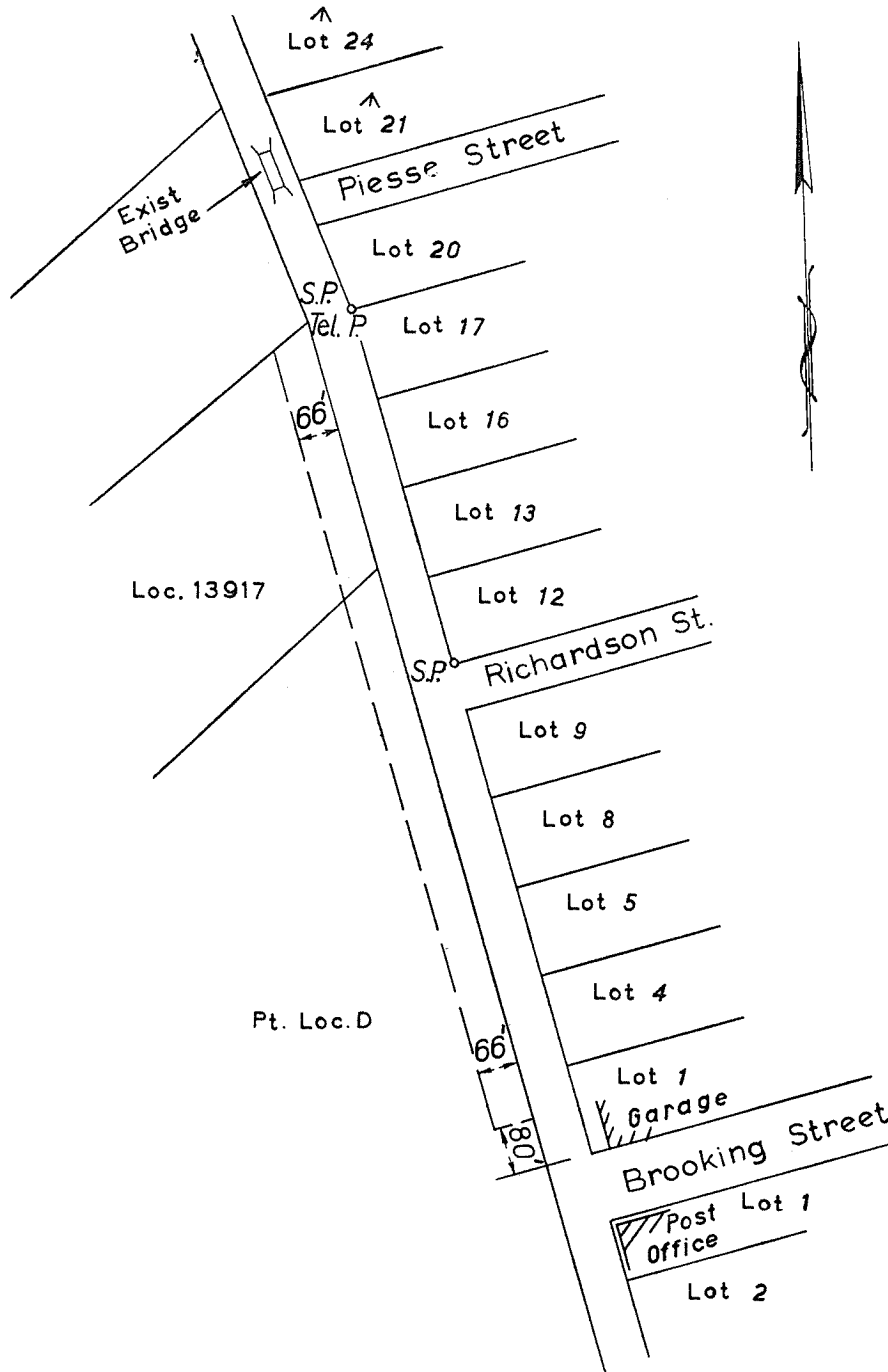 Lot 24
Lot 21
Piesse Street
Exist
Bridge
Lot 20
S.P.
Tel. P.
Lot 17
66'
Lot 16
Lot 13
Loc. 13917
Lot 12
Richardson St.
S.P.
Lot 9
Lot 8
Lot 5
Lot 4
Pt. Loc. D
66'
Lot 1
Garage
80'
Brooking Street
Lot 1
Post
Office
Lot 2